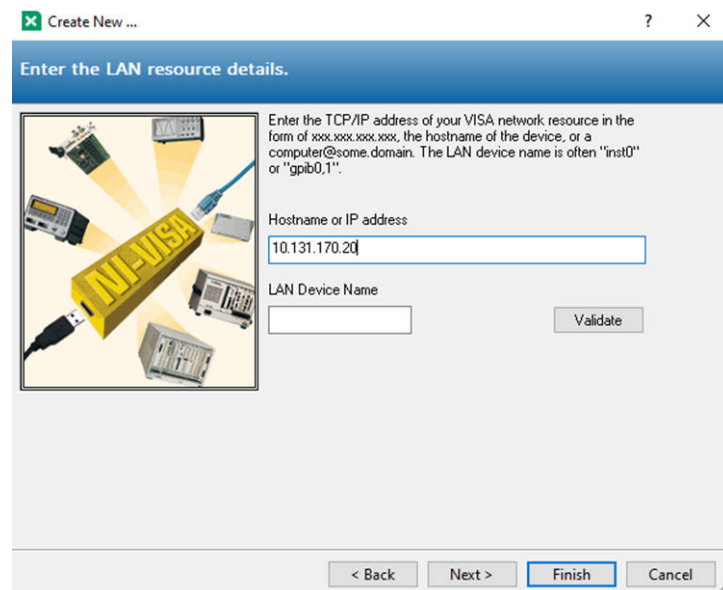 Create New ...
?
Enter the LAN resource details.
Enter the TCP/IP address of your VISA network resource in the
form of xxx.xxx.xxx.xxx, the hostname of the device, or a
computer@some.domain. The LAN device name is often "inst0"
or "gpib0,1".
Hostname or IP address
10.131.170.20
LAN Device Name
Validate
NI-VISA
< Back
Next >
Finish
Cancel